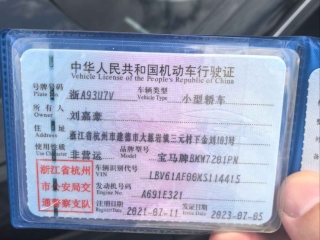 中华人民共和国机动车行驶证
Vehicle License of the People's Republic of China
号牌号码 浙A93U7V 车辆类型 小型轿车
Plate No. Vehicle Type
所有人 刘嘉豪
Owner
住址 浙江省杭州市建德市大慈岩镇三元村下金刘103号
Address
使用性质 非营运 品牌型号 宝马牌BMW7201PM
浙江省杭州
市公安局交
通警察支队
车辆识别代号 LBV61AF06KS114415
VIN
发动机号码 A691E321
Engine No.
注册日期 2021-07-11 发证日期 2023-07-05
Register Date Issue Date